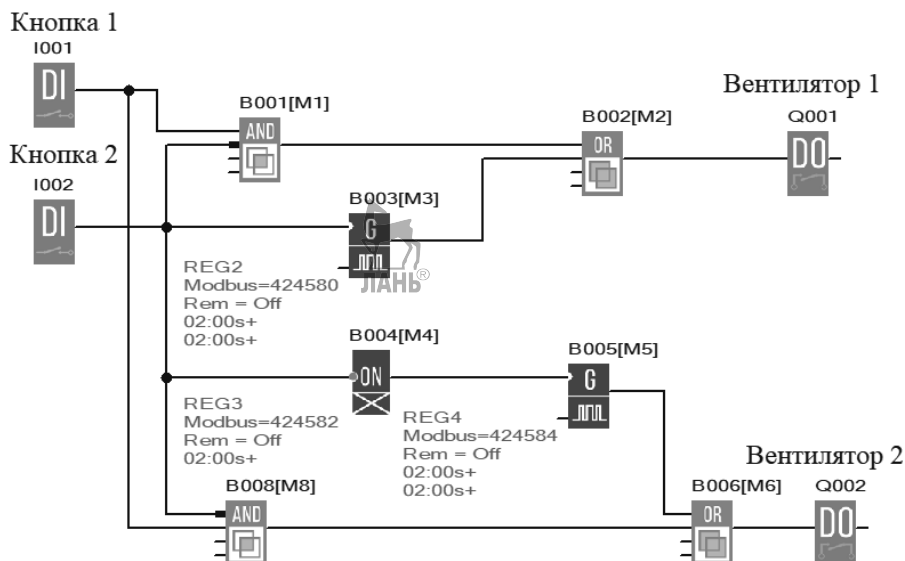 Кнопка 1
I001
DI
Вентилятор 1
B001[M1]
AND
B002[M2]
OR
Q001
DO
Кнопка 2
I002
DI
B003[M3]
G
ЛАНЬ®
REG2
Modbus=424580
Rem = Off
02:00s+
02:00s+
B004[M4]
ON
B005[M5]
G
REG3
Modbus=424582
Rem = Off
02:00s+
REG4
Modbus=424584
Rem = Off
02:00s+
02:00s+
Вентилятор 2
B008[M8]
AND
B006[M6]
OR
Q002
DO